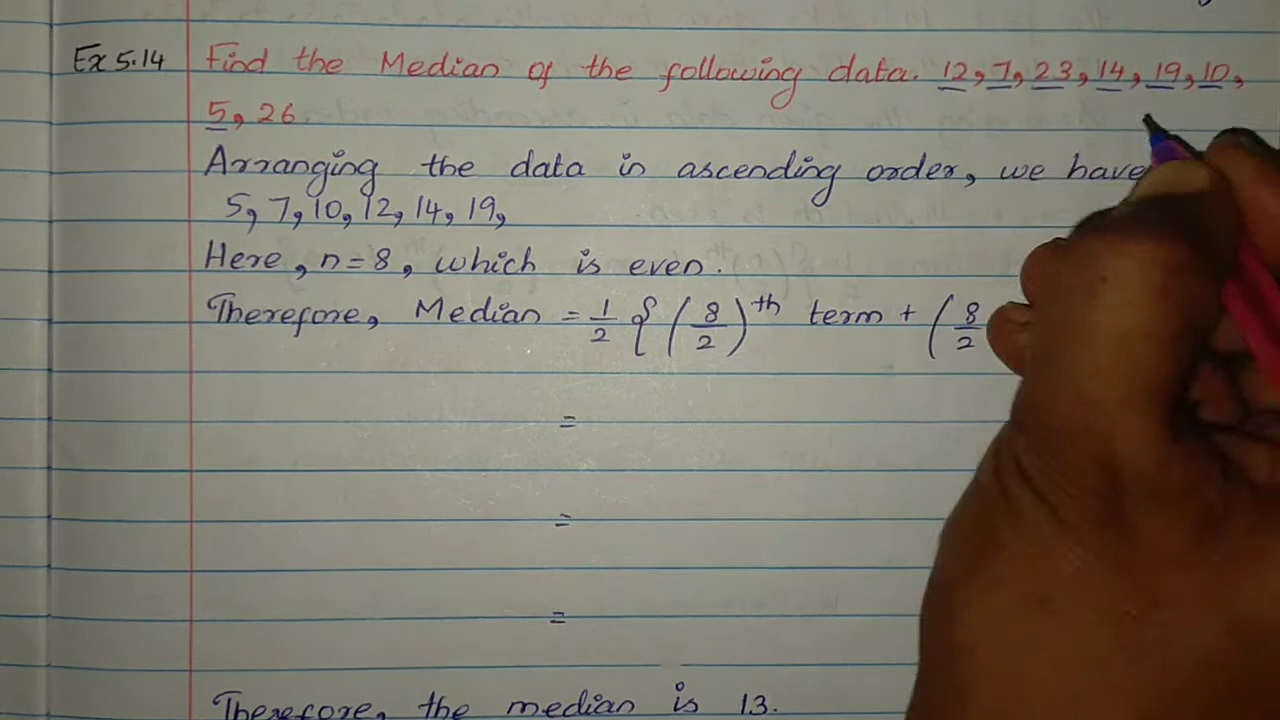 Ex 5.14 Find the Median of the following data. 12, 7, 23, 14, 19, 10,
5, 26.
Arranging the data in ascending order, we have
5, 7, 10, 12, 14, 19,
Here, n = 8, which is even.
Therefore, Median = 1/2 { (8/2)th term + (8/2
=
=
=
Therefore, the median is 13.